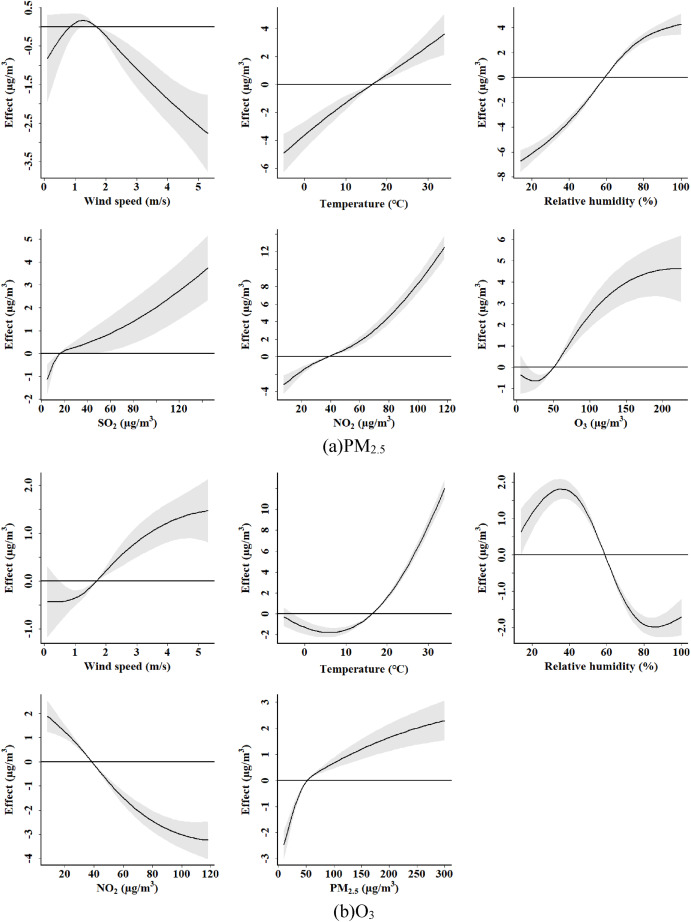 0.5
-0.5
-1.5
-2.5
-3.5
Effect (μg/m³)
0 1 2 3 4 5
Wind speed (m/s)
4
2
0
-2
-4
-6
Effect (μg/m³)
0 10 20 30
Temperature (°C)
4
2
0
-2
-4
-6
-8
Effect (μg/m³)
20 40 60 80 100
Relative humidity (%)
5
4
3
2
1
0
-1
-2
Effect (μg/m³)
20 60 100 140
SO₂ (μg/m³)
12
8
4
0
-4
Effect (μg/m³)
20 40 60 80 100 120
NO₂ (μg/m³)
6
5
4
3
2
1
0
-1
Effect (μg/m³)
0 50 100 150 200
O₃ (μg/m³)
(a)PM₂.₅
2.0
1.0
0.0
-1.0
Effect (μg/m³)
0 1 2 3 4 5
Wind speed (m/s)
10
8
6
4
2
0
-2
Effect (μg/m³)
0 10 20 30
Temperature (°C)
2.0
1.0
0.0
-1.0
-2.0
Effect (μg/m³)
20 40 60 80 100
Relative humidity (%)
2
1
0
-1
-2
-3
-4
Effect (μg/m³)
20 40 60 80 100 120
NO₂ (μg/m³)
3
2
1
0
-1
-2
-3
Effect (μg/m³)
0 50 100 150 200 250 300
PM₂.₅ (μg/m³)
(b)O₃